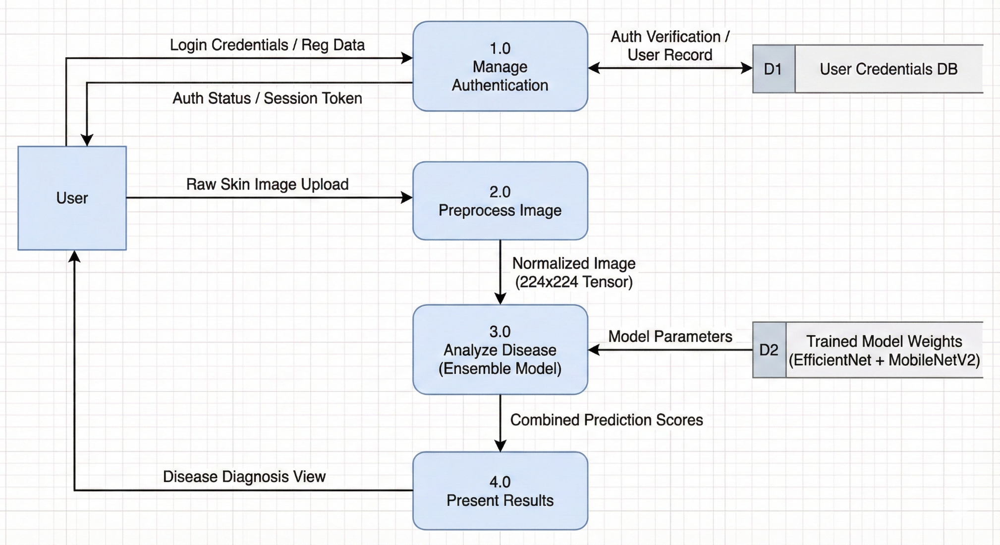 Login Credentials / Reg Data
Auth Status / Session Token
1.0
Manage
Authentication
Auth Verification /
User Record
D1
User Credentials DB
User
Raw Skin Image Upload
2.0
Preprocess Image
Normalized Image
(224x224 Tensor)
3.0
Analyze Disease
(Ensemble Model)
Model Parameters
D2
Trained Model Weights
(EfficientNet + MobileNetV2)
Combined Prediction Scores
Disease Diagnosis View
4.0
Present Results